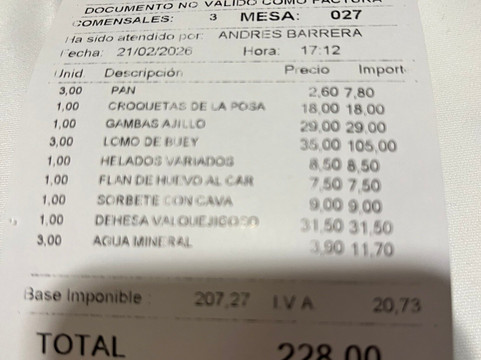 DOCUMENTO NO VALIDO COMO FACTURA
COMENSALES: 3 MESA: 027
Ha sido atendido por: ANDRES BARRERA
Fecha: 21/02/2026 Hora: 17:12
Unid. Descripción Precio Import
3,00 PAN 2,60 7,80
1,00 CROQUETAS DE LA POSA 18,00 18,00
1,00 GAMBAS AJILLO 29,00 29,00
3,00 LOMO DE BUEY 35,00 105,00
1,00 HELADOS VARIADOS 8,50 8,50
1,00 FLAN DE HUEVO AL CAR 7,50 7,50
1,00 SORBETE CON CAVA 9,00 9,00
1,00 DEHESA VALQUEJIGOSO 31,50 31,50
3,00 AGUA MINERAL 3,90 11,70
Base Imponible : 207,27 I.V.A. 20,73
TOTAL 228,00